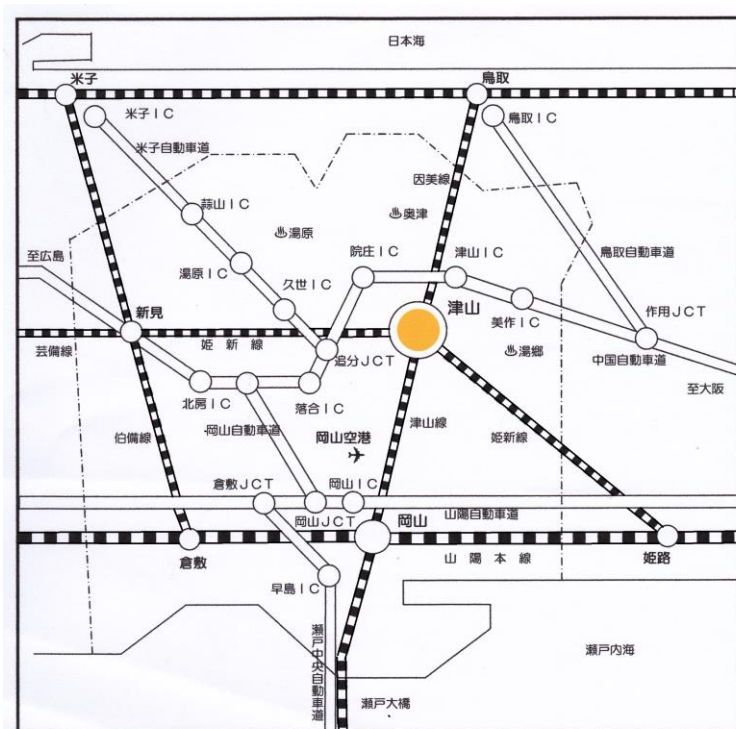 日本海
米子
鳥取
米子IC
鳥取IC
米子自動車道
因美線
蒜山IC
♨奥津
♨湯原
鳥取自動車道
院庄IC
津山IC
至広島
湯原IC
久世IC
津山
作用JCT
新見
美作IC
芸備線
姫新線
追分JCT
♨湯郷
中国自動車道
至大阪
北房IC
落合IC
津山線
姫新線
岡山自動車道
伯備線
岡山空港
倉敷JCT
岡山IC
岡山JCT
岡山
山陽自動車道
倉敷
山陽本線
姫路
早島IC
瀬戸中央自動車道
瀬戸内海
瀬戸大橋